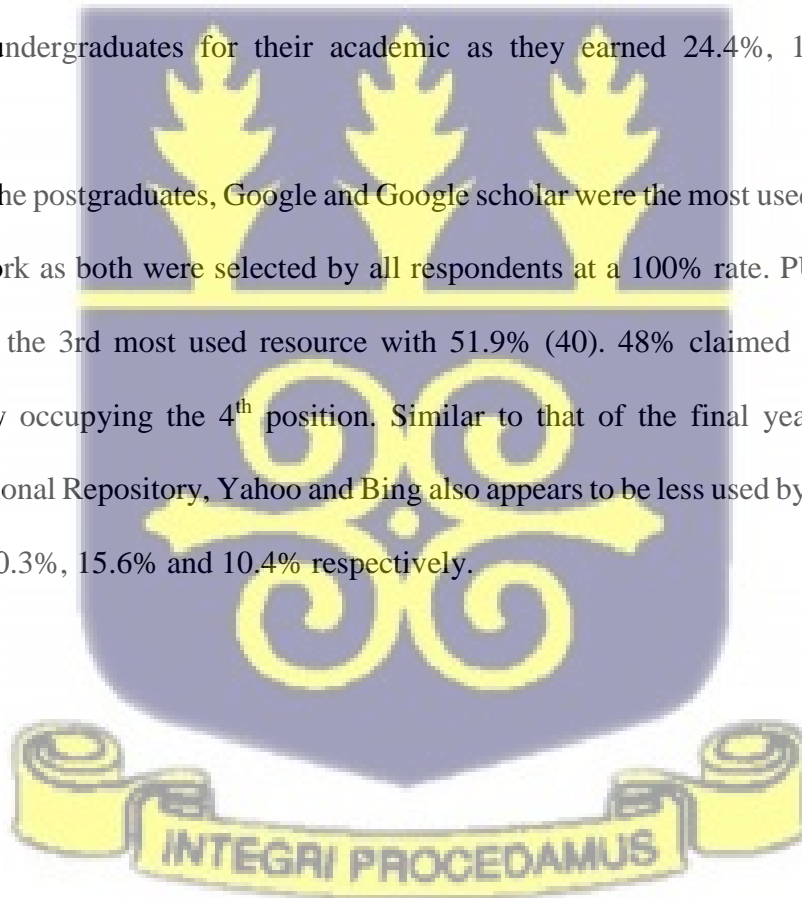 undergraduates for their academic as they earned 24.4%, 1
he postgraduates, Google and Google scholar were the most used
ork as both were selected by all respondents at a 100% rate. PU
the 3rd most used resource with 51.9% (40). 48% claimed
y occupying the 4th position. Similar to that of the final yea
onal Repository, Yahoo and Bing also appears to be less used by
0.3%, 15.6% and 10.4% respectively.
INTEGRI PROCEDAMUS